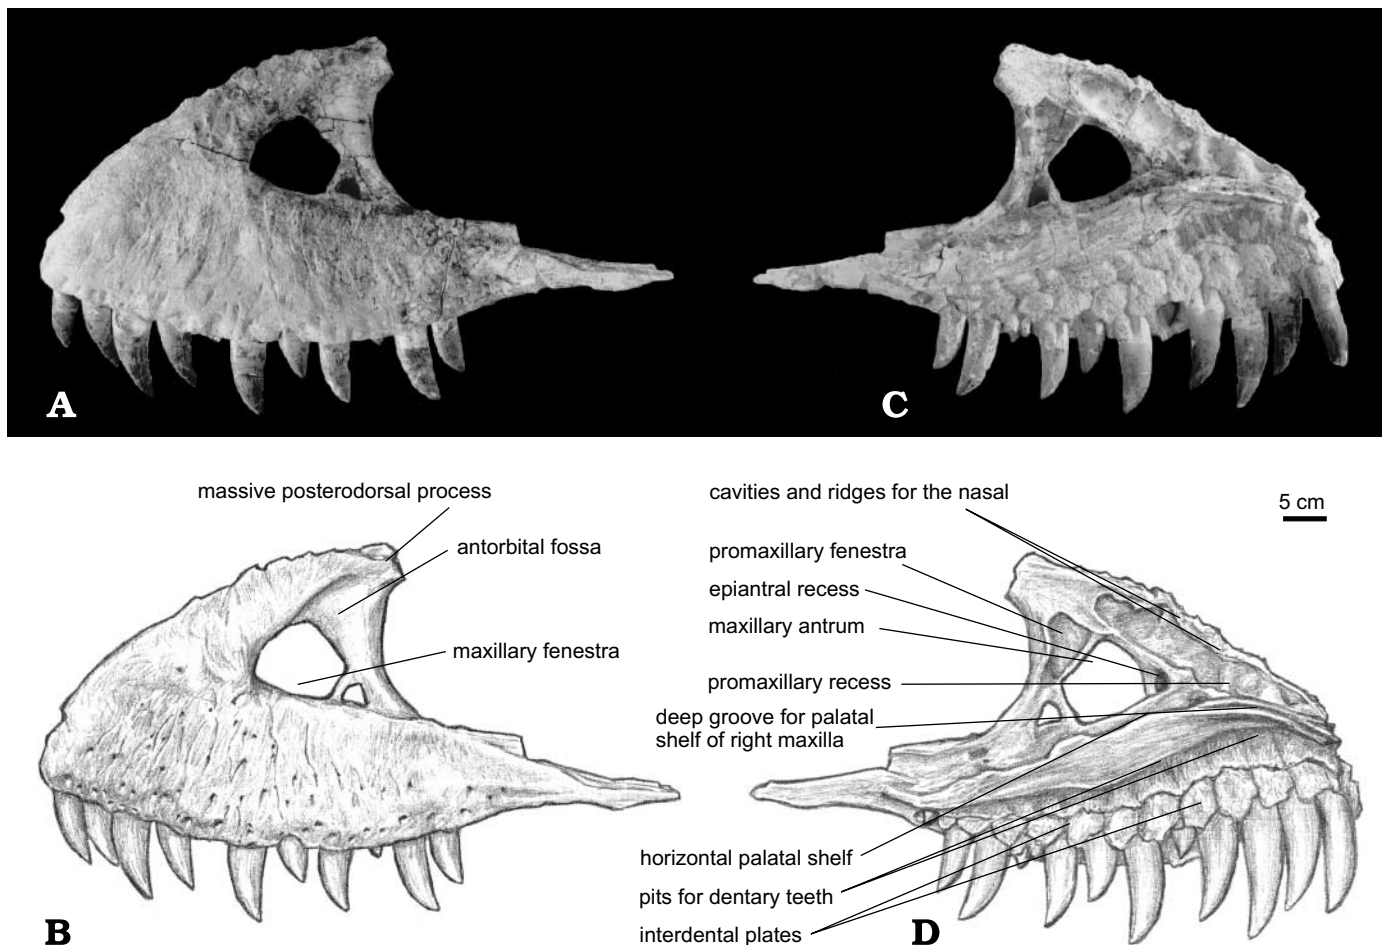 A
C
massive posterodorsal process
antorbital fossa
maxillary fenestra
B
cavities and ridges for the nasal
5 cm
promaxillary fenestra
epiantral recess
maxillary antrum
promaxillary recess
deep groove for palatal
shelf of right maxilla
horizontal palatal shelf
pits for dentary teeth
interdental plates
D